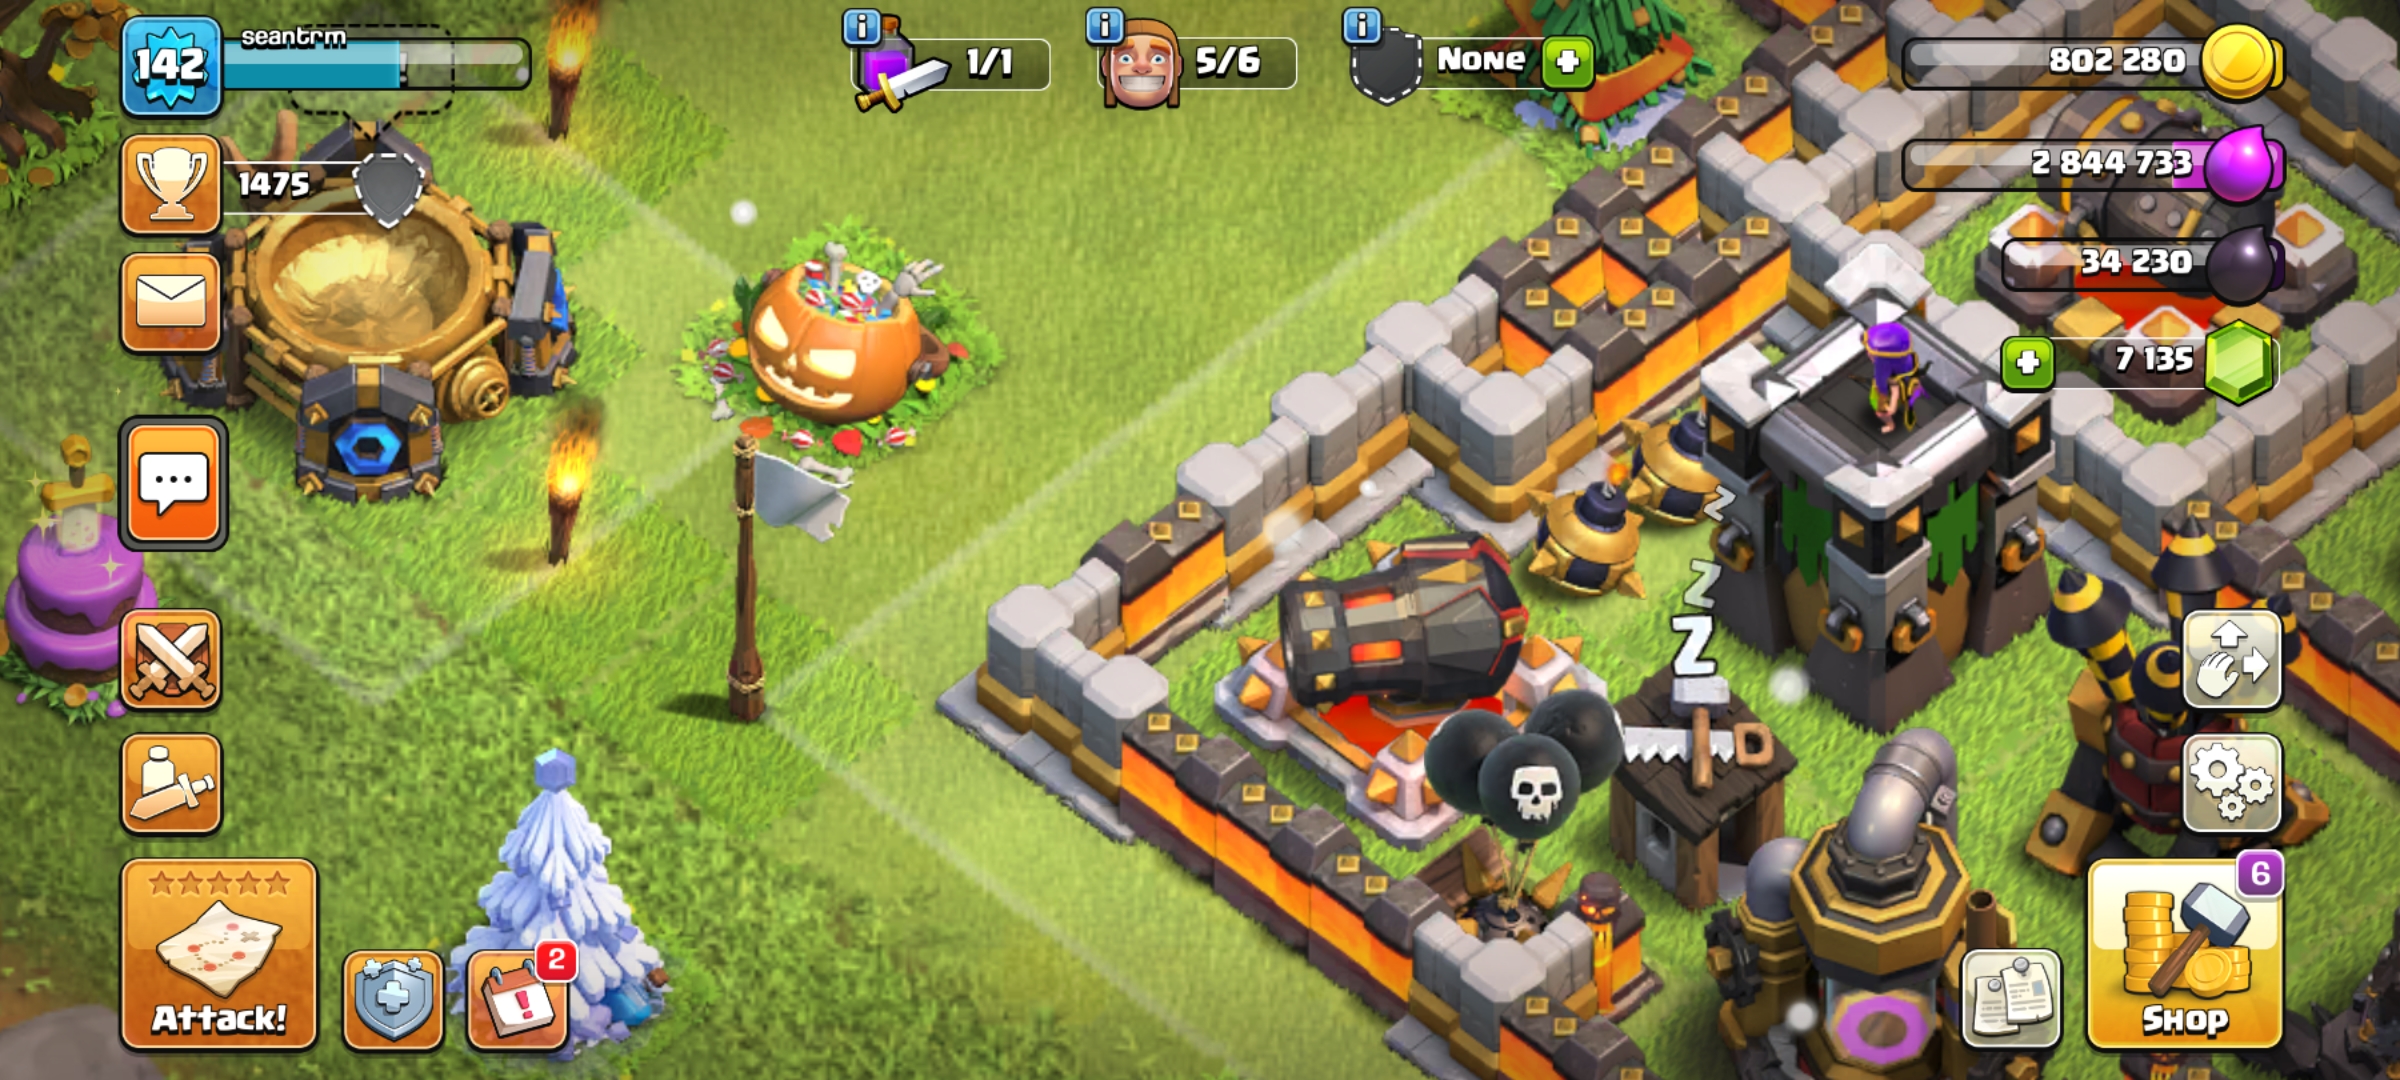 142
seantrm
1/1
5/6
None
802 280
1475
2 844 733
34 230
7 135
Z
Z
Z
6
2
Attack!
Shop